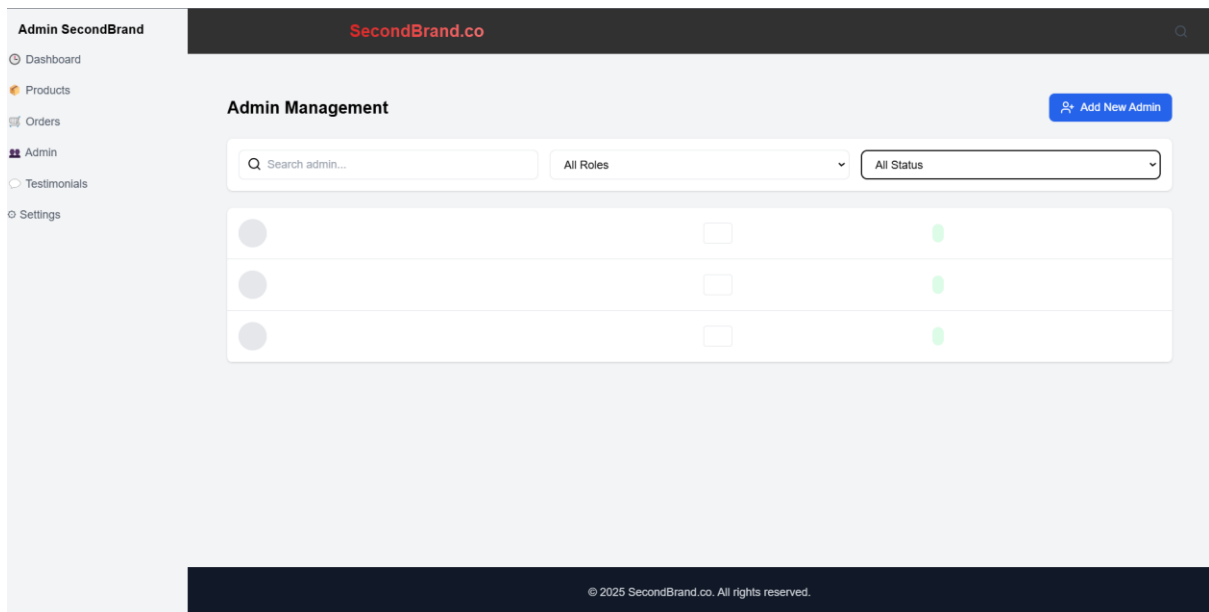 Admin SecondBrand
Dashboard
Products
Orders
Admin
Testimonials
Settings
SecondBrand.co
Admin Management
Add New Admin
Search admin...
All Roles
All Status
© 2025 SecondBrand.co. All rights reserved.